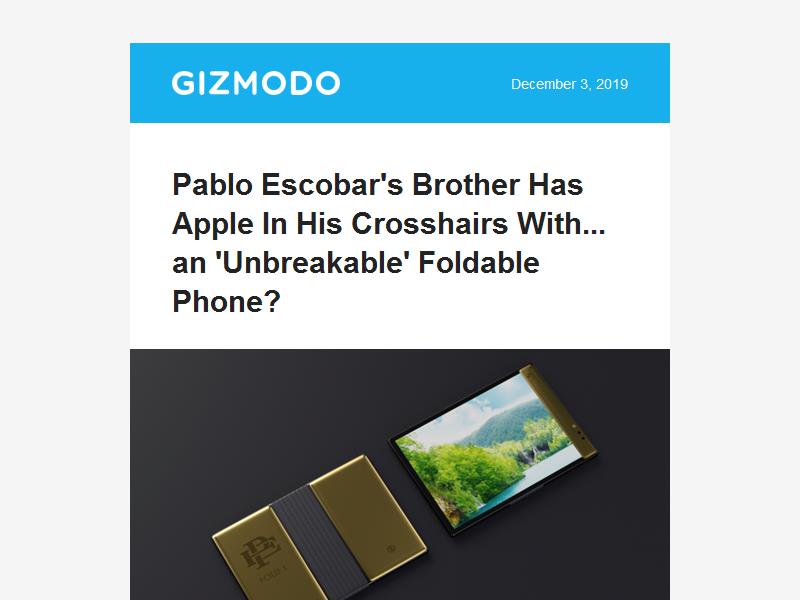 GIZMODO
December 3, 2019
Pablo Escobar's Brother Has
Apple In His Crosshairs With...
an 'Unbreakable' Foldable
Phone?
PE
FOLD 1